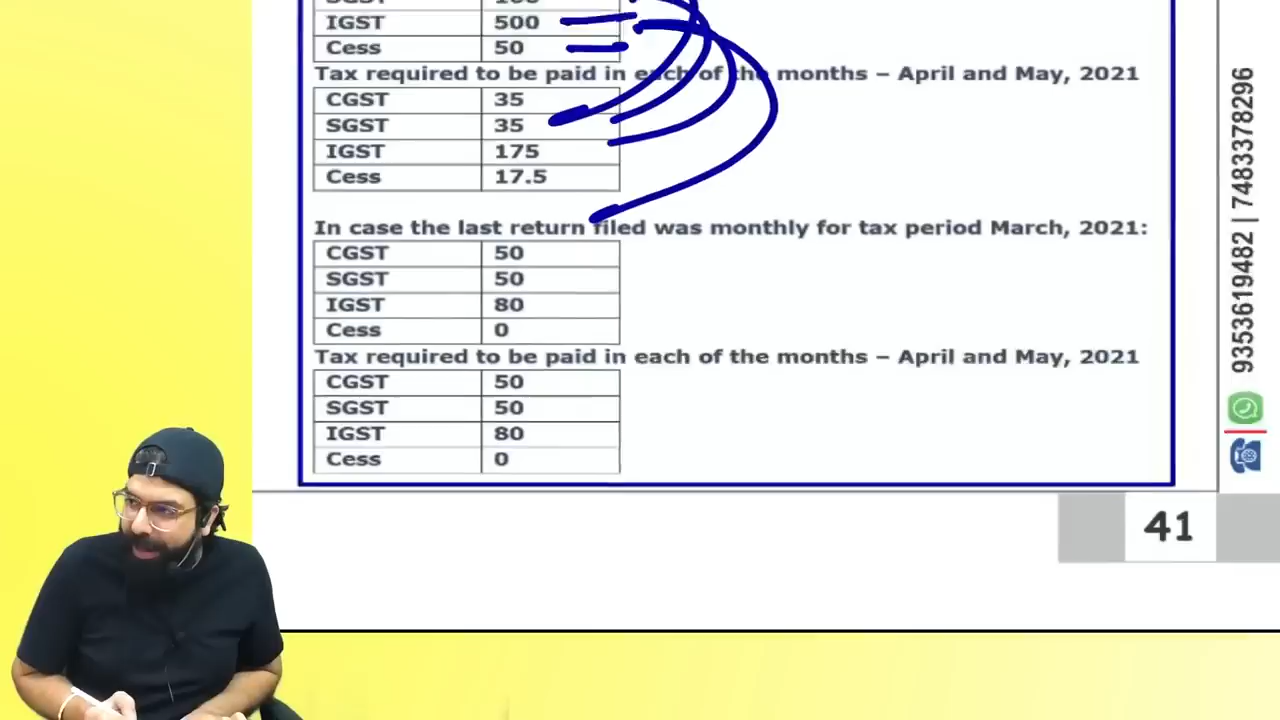 IGST 500
Cess 50
Tax required to be paid in each of the months – April and May, 2021
CGST 35
SGST 35
IGST 175
Cess 17.5
In case the last return filed was monthly for tax period March, 2021:
CGST 50
SGST 50
IGST 80
Cess 0
Tax required to be paid in each of the months – April and May, 2021
CGST 50
SGST 50
IGST 80
Cess 0
41
9353619482 | 7483378296